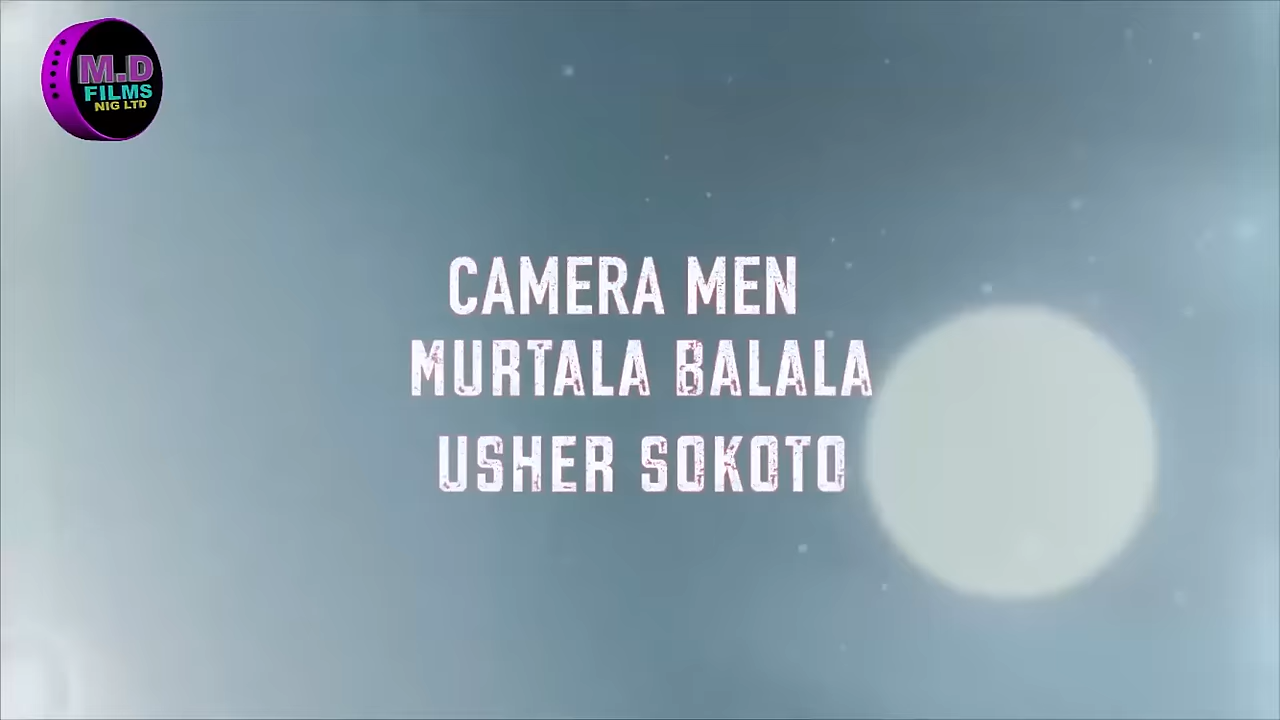 M.D
FILMS
NIG LTD
CAMERA MEN
MURTALA BALALA
USHER SOKOTO